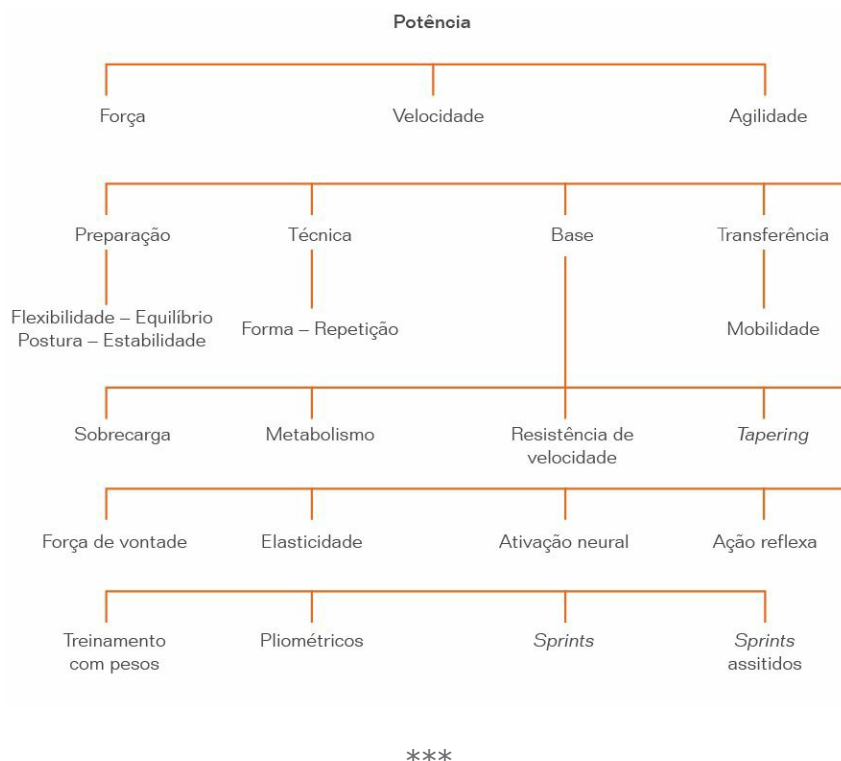 Potência
Força Velocidade Agilidade
Preparação Técnica Base Transferência
Flexibilidade – Equilíbrio
Postura – Estabilidade
Forma – Repetição
Mobilidade
Sobrecarga Metabolismo Resistência de
velocidade
Tapering
Força de vontade Elasticidade Ativação neural Ação reflexa
Treinamento
com pesos
Pliométricos
Sprints
Sprints
assitidos
***